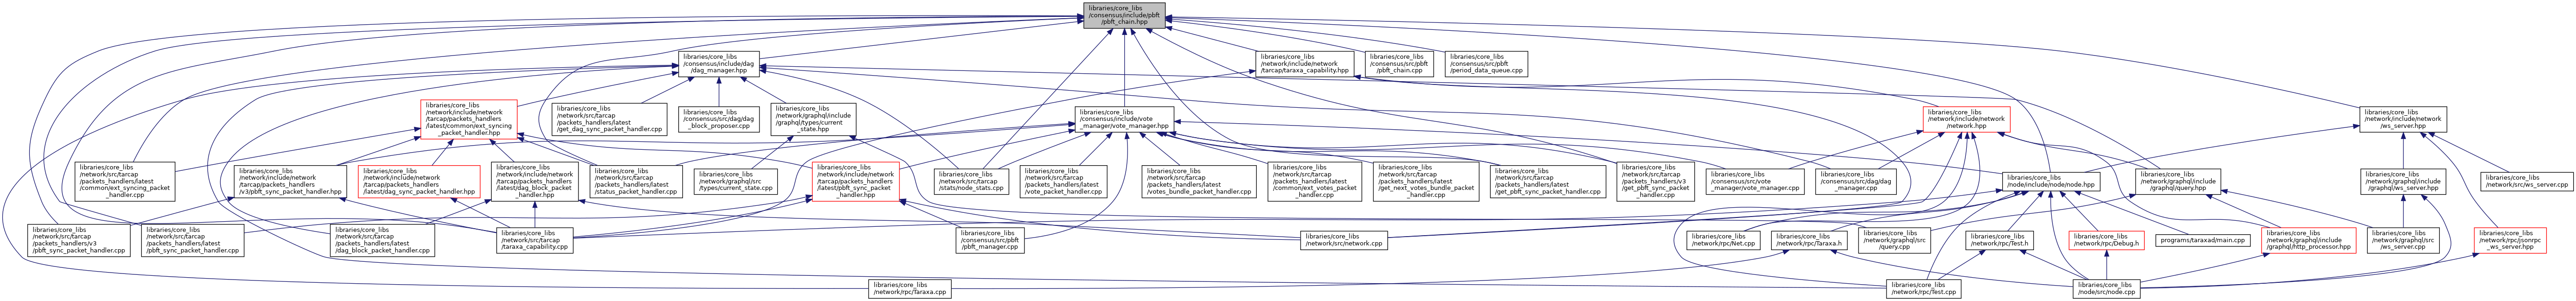 libraries/core_libs
/consensus/include/pbft
/pbft_chain.hpp
libraries/core_libs
/consensus/include/dag
/dag_manager.hpp
libraries/core_libs
/network/include/network
/tarcap/taraxa_capability.hpp
libraries/core_libs
/consensus/src/pbft
/pbft_chain.cpp
libraries/core_libs
/consensus/src/pbft
/period_data_queue.cpp
libraries/core_libs
/network/include/network
/tarcap/packets_handlers
/latest/common/ext_syncing
_packet_handler.hpp
libraries/core_libs
/network/src/tarcap
/packets_handlers/latest
/get_dag_sync_packet_handler.cpp
libraries/core_libs
/consensus/src/dag/dag
_block_proposer.cpp
libraries/core_libs
/network/graphql/include
/graphql/types/current
_state.hpp
libraries/core_libs
/consensus/include/vote
_manager/vote_manager.hpp
libraries/core_libs
/network/include/network
/network.hpp
libraries/core_libs
/network/include/network
/ws_server.hpp
libraries/core_libs
/network/src/tarcap
/packets_handlers/latest
/common/ext_syncing_packet
_handler.cpp
libraries/core_libs
/network/include/network
/tarcap/packets_handlers
/v3/pbft_sync_packet_handler.hpp
libraries/core_libs
/network/include/network
/tarcap/packets_handlers
/latest/dag_sync_packet_handler.hpp
libraries/core_libs
/network/include/network
/tarcap/packets_handlers
/latest/dag_block_packet
_handler.hpp
libraries/core_libs
/network/src/tarcap
/packets_handlers/latest
/status_packet_handler.cpp
libraries/core_libs
/network/graphql/src
/types/current_state.cpp
libraries/core_libs
/network/include/network
/tarcap/packets_handlers
/latest/pbft_sync_packet
_handler.hpp
libraries/core_libs
/network/src/tarcap
/stats/node_stats.cpp
libraries/core_libs
/network/src/tarcap
/packets_handlers/latest
/vote_packet_handler.cpp
libraries/core_libs
/network/src/tarcap
/packets_handlers/latest
/votes_bundle_packet_handler.cpp
libraries/core_libs
/network/src/tarcap
/packets_handlers/latest
/common/ext_votes_packet
_handler.cpp
libraries/core_libs
/network/src/tarcap
/packets_handlers/latest
/get_next_votes_bundle_packet
_handler.cpp
libraries/core_libs
/network/src/tarcap
/packets_handlers/latest
/get_pbft_sync_packet_handler.cpp
libraries/core_libs
/network/src/tarcap
/packets_handlers/v3
/get_pbft_sync_packet
_handler.cpp
libraries/core_libs
/consensus/src/vote
_manager/vote_manager.cpp
libraries/core_libs
/consensus/src/dag/dag
_manager.cpp
libraries/core_libs
/node/include/node/node.hpp
libraries/core_libs
/network/graphql/include
/graphql/query.hpp
libraries/core_libs
/network/graphql/include
/graphql/ws_server.hpp
libraries/core_libs
/network/src/ws_server.cpp
libraries/core_libs
/network/src/tarcap
/packets_handlers/v3
/pbft_sync_packet_handler.cpp
libraries/core_libs
/network/src/tarcap
/packets_handlers/latest
/pbft_sync_packet_handler.cpp
libraries/core_libs
/network/src/tarcap
/packets_handlers/latest
/dag_block_packet_handler.cpp
libraries/core_libs
/network/src/tarcap
/taraxa_capability.cpp
libraries/core_libs
/consensus/src/pbft
/pbft_manager.cpp
libraries/core_libs
/network/src/network.cpp
libraries/core_libs
/network/rpc/Net.cpp
libraries/core_libs
/network/rpc/Taraxa.h
libraries/core_libs
/network/graphql/src
/query.cpp
libraries/core_libs
/network/rpc/Test.h
libraries/core_libs
/network/rpc/Debug.h
programs/taraxad/main.cpp
libraries/core_libs
/network/graphql/include
/graphql/http_processor.hpp
libraries/core_libs
/network/graphql/src
/ws_server.cpp
libraries/core_libs
/network/rpc/jsonrpc
_ws_server.hpp
libraries/core_libs
/network/rpc/Taraxa.cpp
libraries/core_libs
/network/rpc/Test.cpp
libraries/core_libs
/node/src/node.cpp